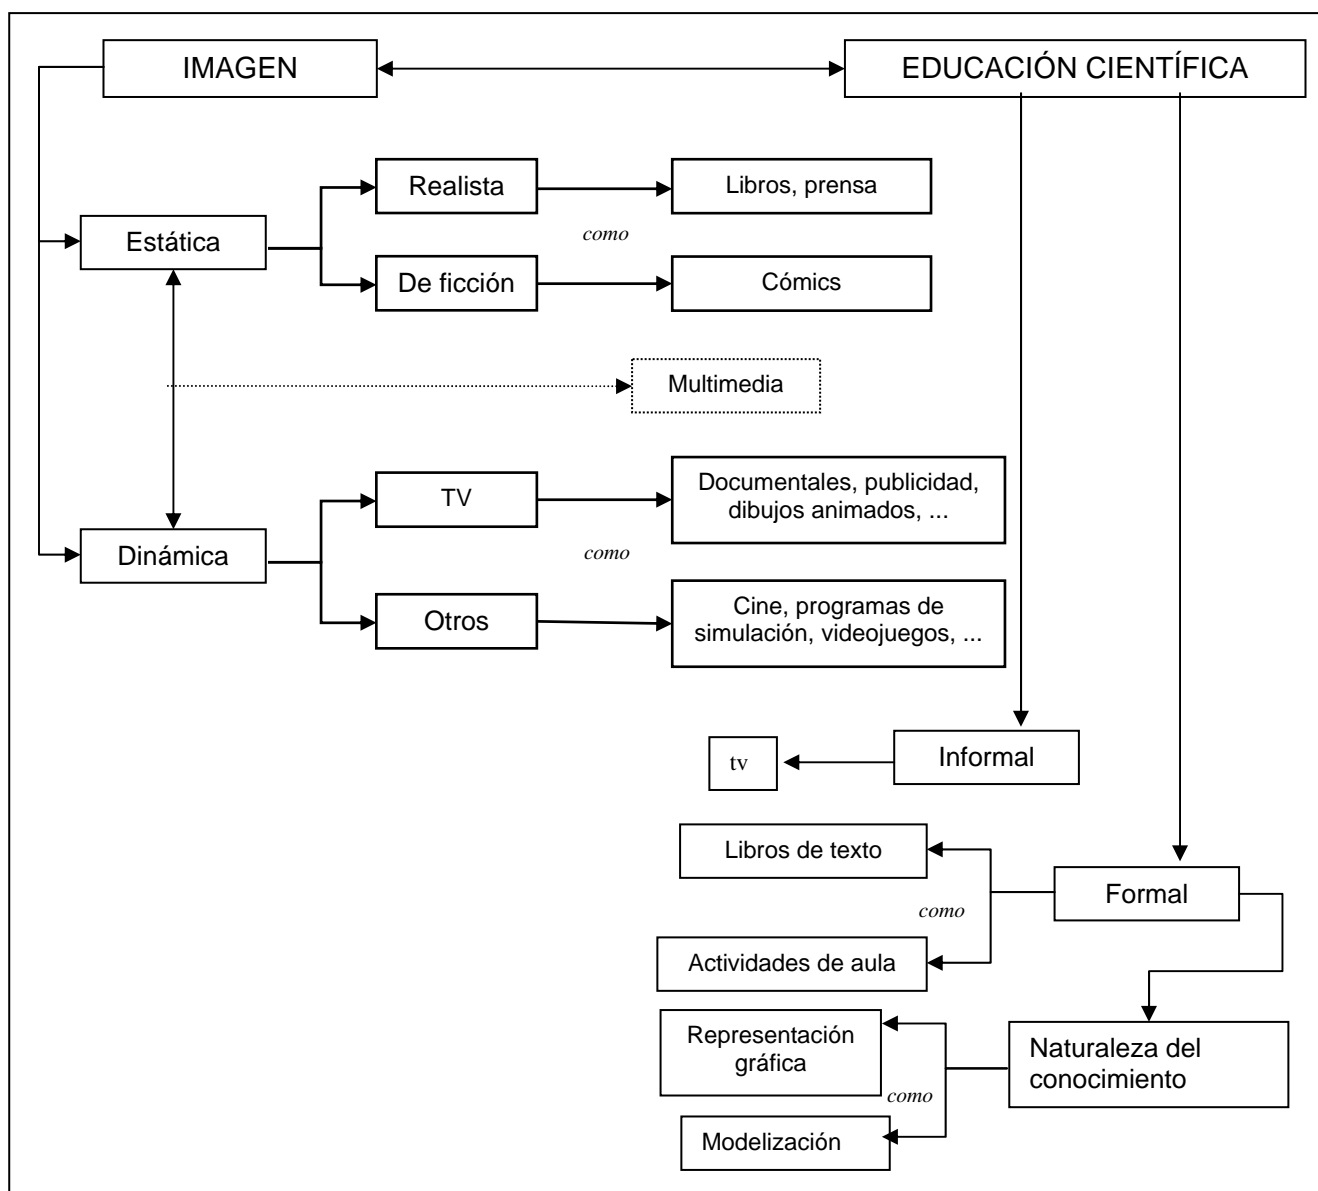 IMAGEN
EDUCACIÓN CIENTÍFICA
Realista
Libros, prensa
Estática
como
De ficción
Cómics
Multimedia
TV
Documentales, publicidad,
dibujos animados, ...
Dinámica
como
Otros
Cine, programas de
simulación, videojuegos, ...
tv
Informal
Libros de texto
Formal
como
Actividades de aula
Representación
gráfica
Naturaleza del
conocimiento
como
Modelización